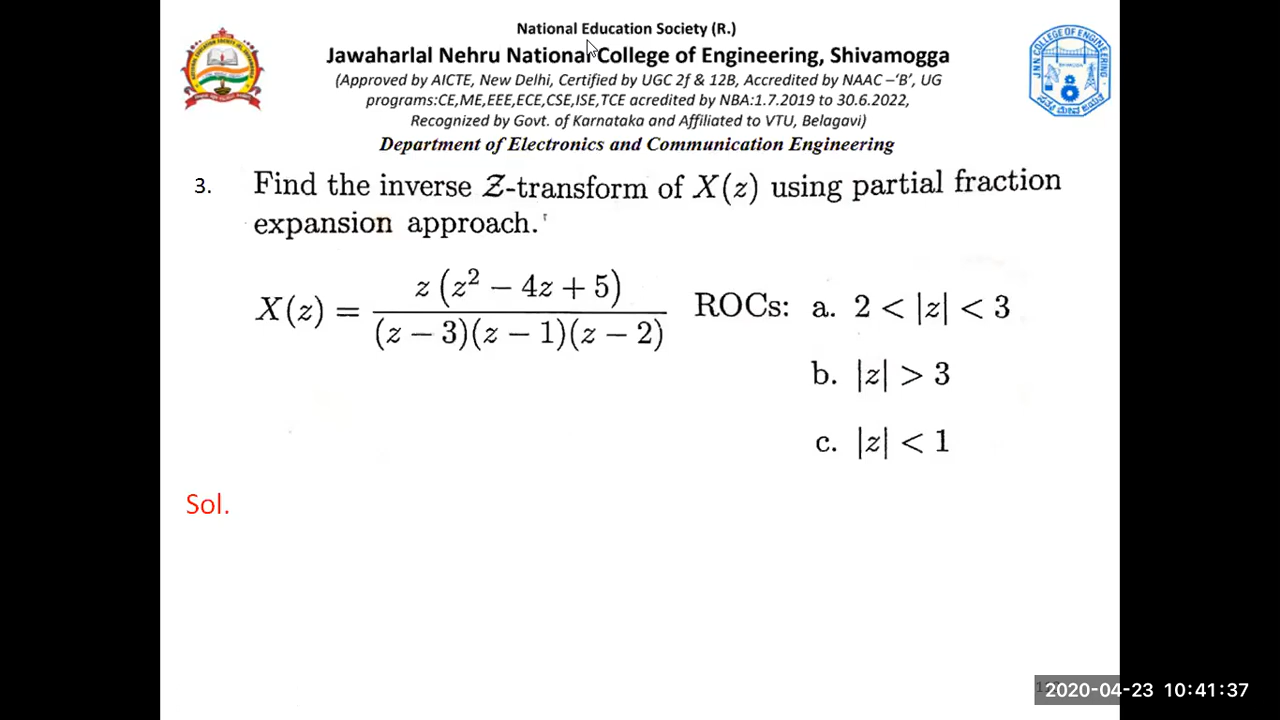 National Education Society (R.)
Jawaharlal Nehru National College of Engineering, Shivamogga
(Approved by AICTE, New Delhi, Certified by UGC 2f & 12B, Accredited by NAAC –‘B’, UG
programs:CE,ME,EEE,ECE,CSE,ISE,TCE acredited by NBA:1.7.2019 to 30.6.2022,
Recognized by Govt. of Karnataka and Affiliated to VTU, Belagavi)
Department of Electronics and Communication Engineering
3. Find the inverse Z-transform of X(z) using partial fraction
expansion approach.
X(z) = z (z² − 4z + 5) / (z − 3)(z − 1)(z − 2) ROCs: a. 2 < |z| < 3
b. |z| > 3
c. |z| < 1
Sol.
2020-04-23 10:41:37